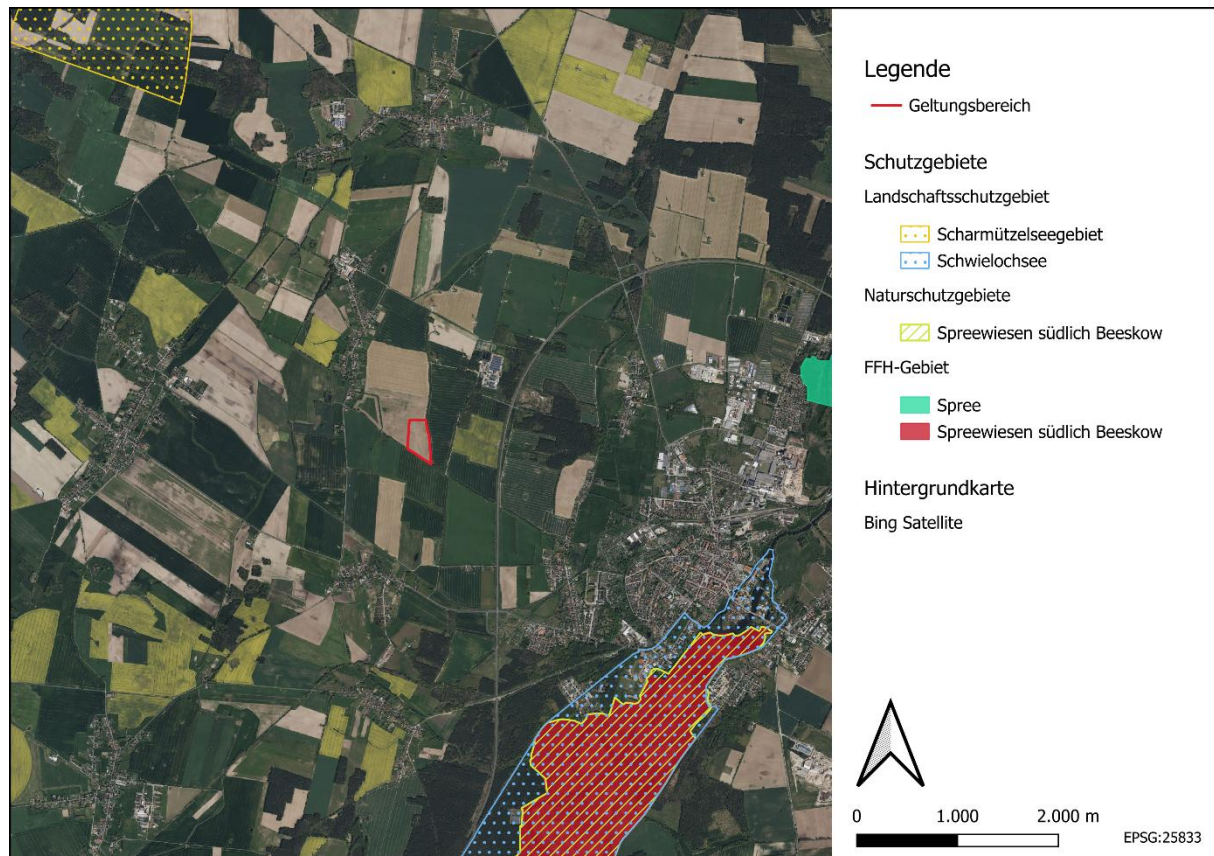 Legende
Geltungsbereich
Schutzgebiete
Landschaftsschutzgebiet
Scharmützelseegebiet
Schwielochsee
Naturschutzgebiete
Spreewiesen südlich Beeskow
FFH-Gebiet
Spree
Spreewiesen südlich Beeskow
Hintergrundkarte
Bing Satellite
0 1.000 2.000 m
EPSG:25833